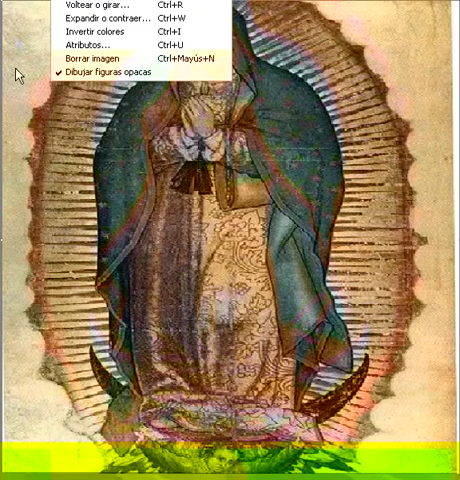 Voltear o girar... Ctrl+R
Expandir o contraer... Ctrl+W
Invertir colores Ctrl+I
Atributos... Ctrl+U
Borrar imagen Ctrl+Mayús+N
Dibujar figuras opacas